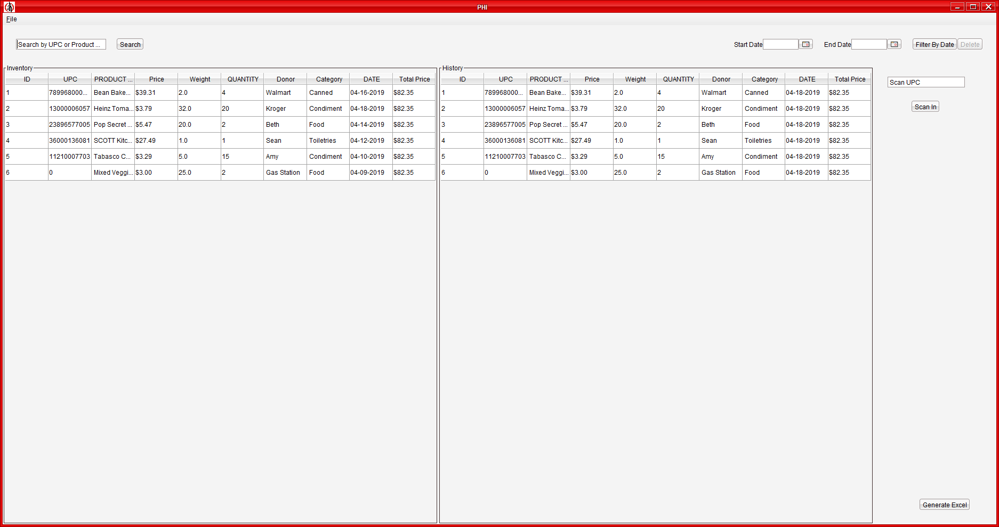 PHI
File
Search by UPC or Product ... Search Start Date End Date Filter By Date Delete
Inventory
ID UPC PRODUCT ... Price Weight QUANTITY Donor Category DATE Total Price
1 789968000... Bean Bake... $39.31 2.0 4 Walmart Canned 04-16-2019 $82.35
2 13000006057 Heinz Toma... $3.79 32.0 20 Kroger Condiment 04-18-2019 $82.35
3 23896577005 Pop Secret ... $5.47 20.0 2 Beth Food 04-14-2019 $82.35
4 36000136081 SCOTT Kitc... $27.49 1.0 1 Sean Toiletries 04-12-2019 $82.35
5 11210007703 Tabasco C... $3.29 5.0 15 Amy Condiment 04-10-2019 $82.35
6 0 Mixed Veggi... $3.00 25.0 2 Gas Station Food 04-09-2019 $82.35
History
ID UPC PRODUCT ... Price Weight QUANTITY Donor Category DATE Total Price
1 789968000... Bean Bake... $39.31 2.0 4 Walmart Canned 04-18-2019 $82.35
2 13000006057 Heinz Toma... $3.79 32.0 20 Kroger Condiment 04-18-2019 $82.35
3 23896577005 Pop Secret ... $5.47 20.0 2 Beth Food 04-18-2019 $82.35
4 36000136081 SCOTT Kitc... $27.49 1.0 1 Sean Toiletries 04-18-2019 $82.35
5 11210007703 Tabasco C... $3.29 5.0 15 Amy Condiment 04-18-2019 $82.35
6 0 Mixed Veggi... $3.00 25.0 2 Gas Station Food 04-18-2019 $82.35
Scan UPC
Scan In
Generate Excel